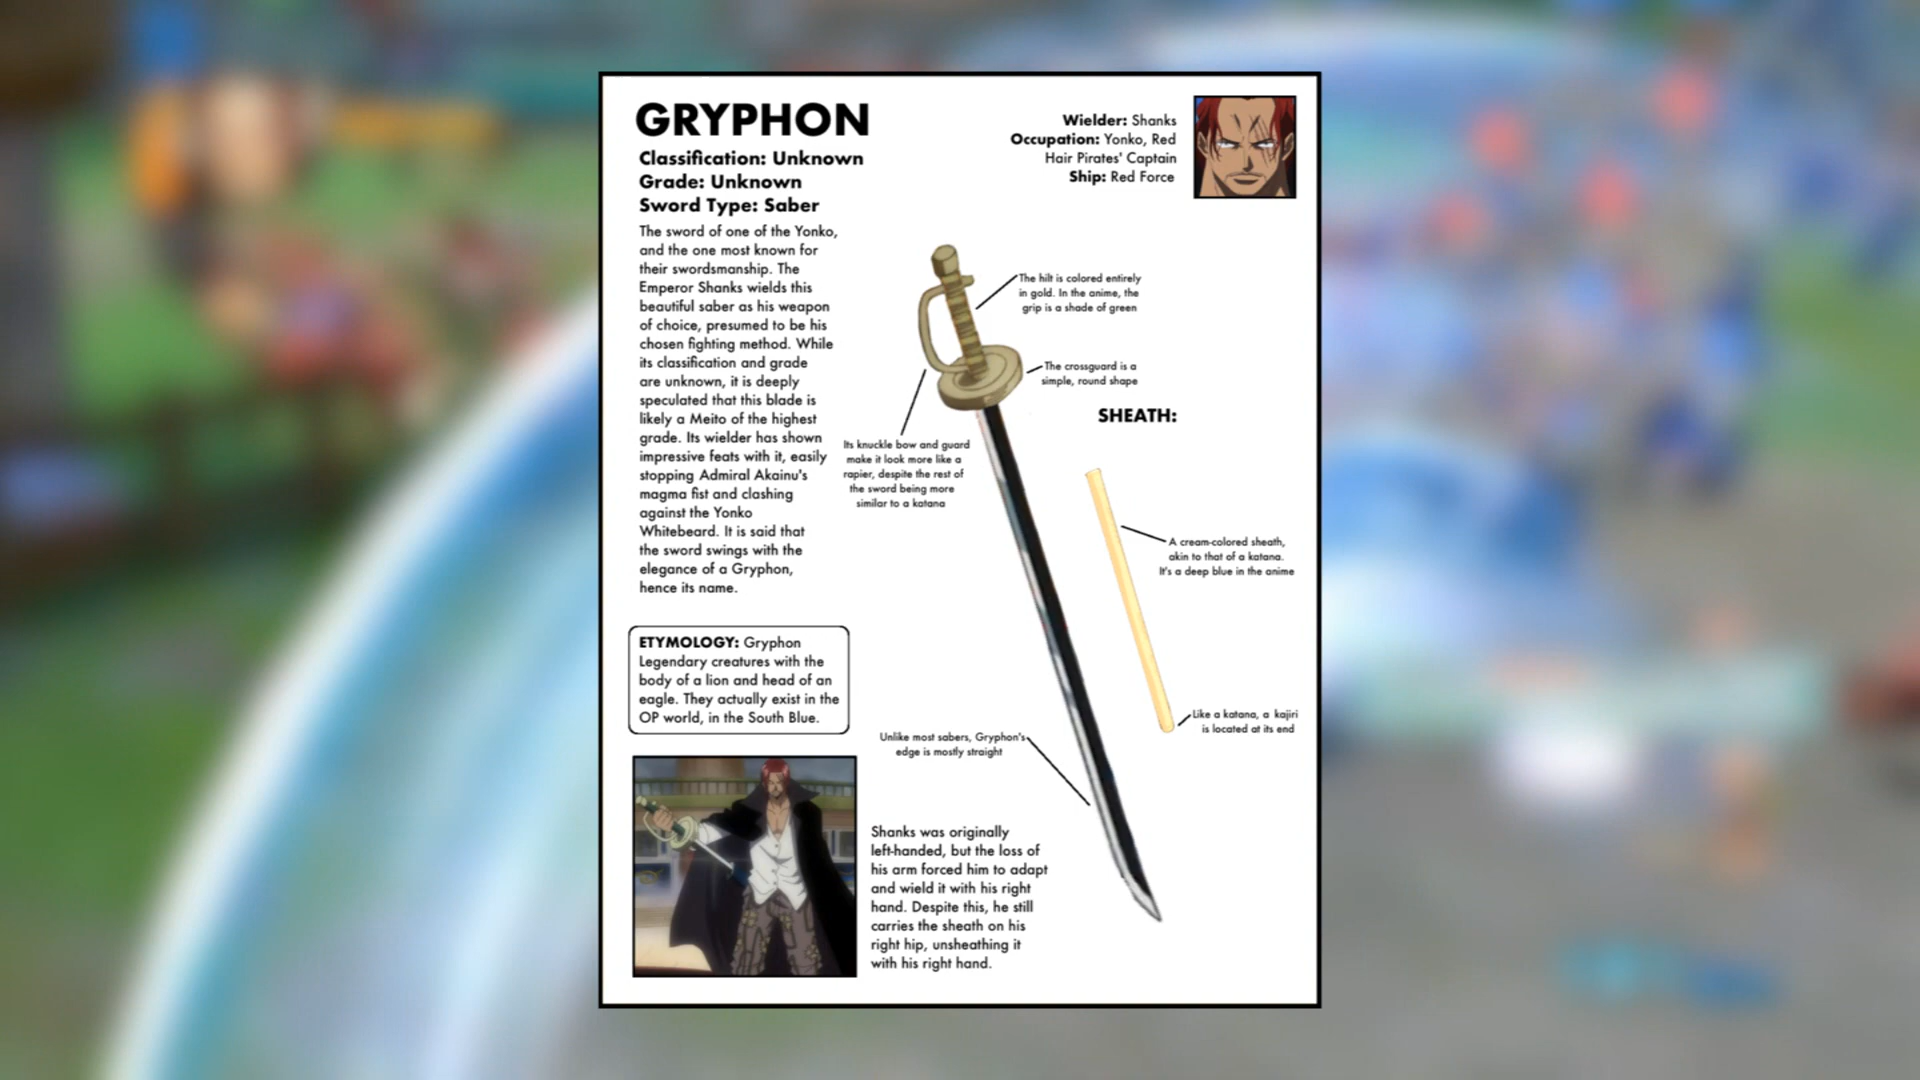 GRYPHON
Classification: Unknown
Grade: Unknown
Sword Type: Saber
The sword of one of the Yonko,
and the one most known for
their swordsmanship. The
Emperor Shanks wields this
beautiful saber as his weapon
of choice, presumed to be his
chosen fighting method. While
its classification and grade
are unknown, it is deeply
speculated that this blade is
likely a Meito of the highest
grade. Its wielder has shown
impressive feats with it, easily
stopping Admiral Akainu's
magma fist and clashing
against the Yonko
Whitebeard. It is said that
the sword swings with the
elegance of a Gryphon,
hence its name.
Wielder: Shanks
Occupation: Yonko, Red
Hair Pirates' Captain
Ship: Red Force
The hilt is colored entirely
in gold. In the anime, the
grip is a shade of green
The crossguard is a
simple, round shape
SHEATH:
Its knuckle bow and guard
make it look more like a
rapier, despite the rest of
the sword being more
similar to a katana
A cream-colored sheath,
akin to that of a katana.
It's a deep blue in the anime
Like a katana, a kajiri
is located at its end
Unlike most sabers, Gryphon's
edge is mostly straight
ETYMOLOGY: Gryphon
Legendary creatures with the
body of a lion and head of an
eagle. They actually exist in the
OP world, in the South Blue.
Shanks was originally
left-handed, but the loss of
his arm forced him to adapt
and wield it with his right
hand. Despite this, he still
carries the sheath on his
right hip, unsheathing it
with his right hand.